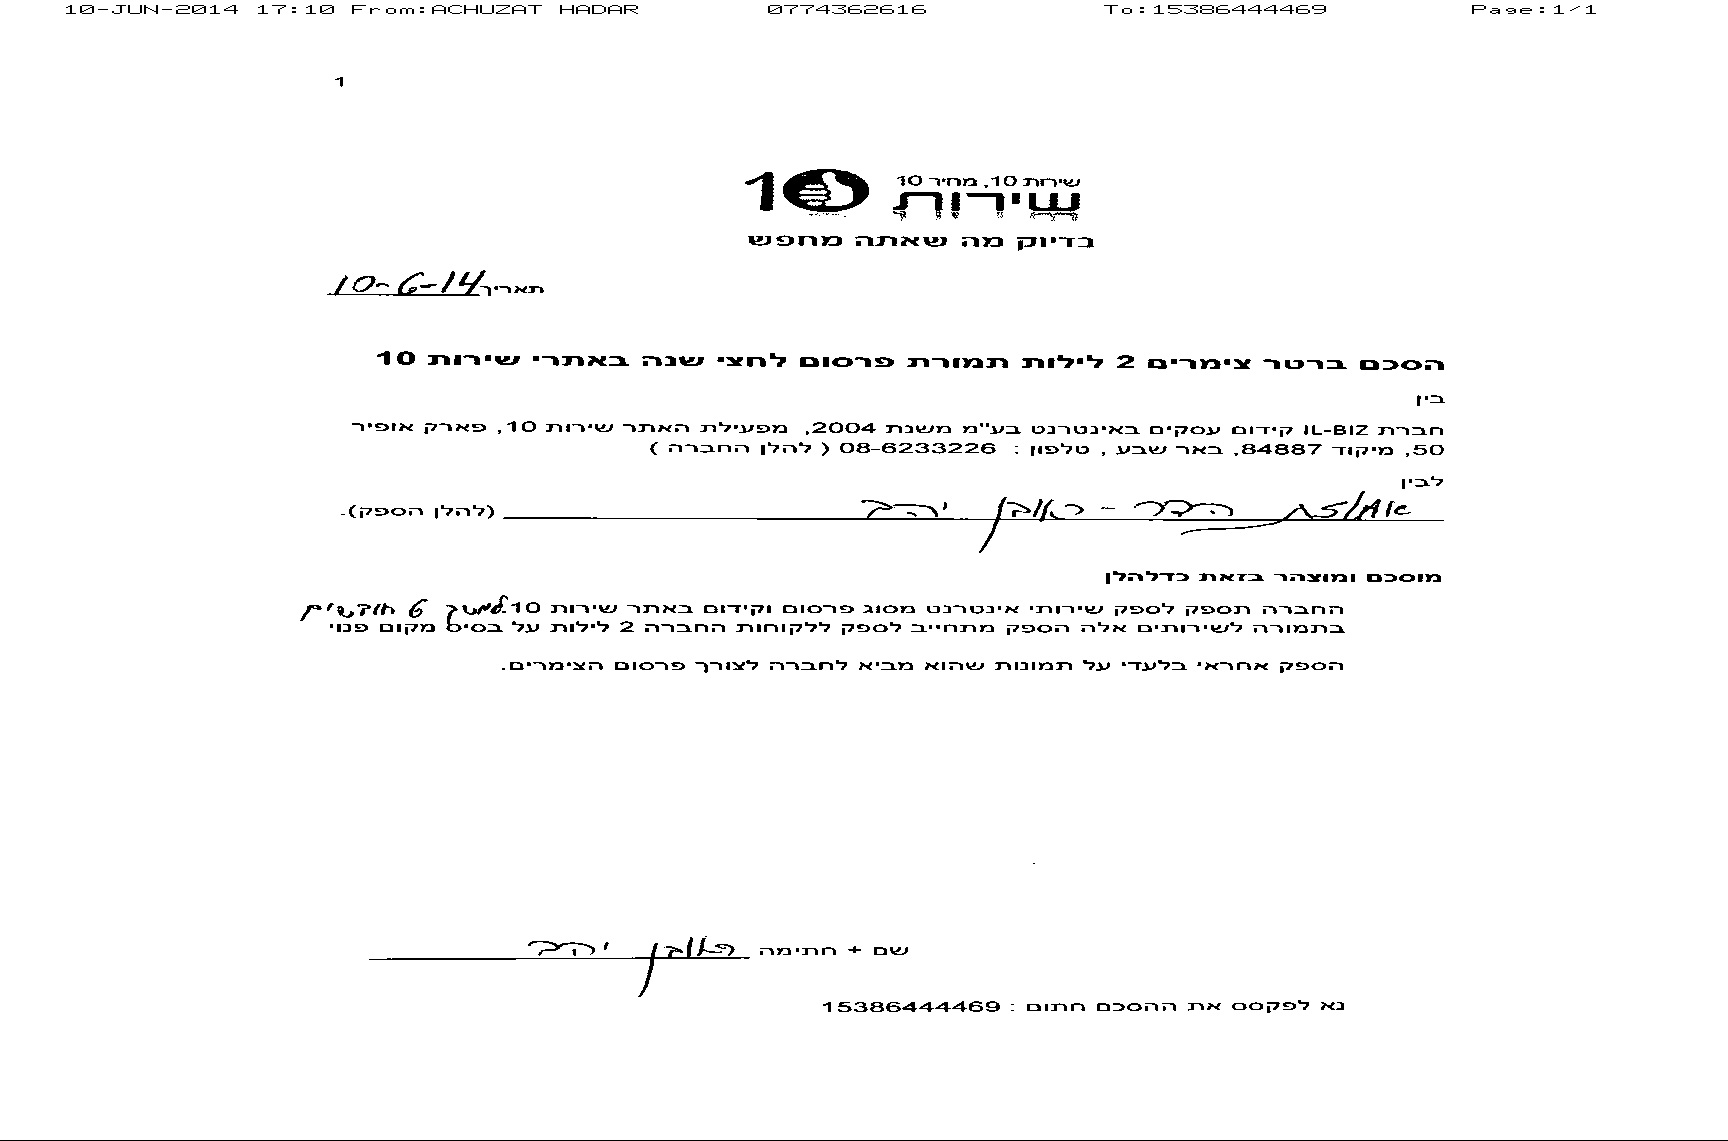 10-JUN-2014 17:10 From:ACHUZAT HADAR 0774362616 To:15386444469 Page:1/1
1
שירות 10, מחיר 10
שירות 10
בדיוק מה שאתה מחפש
תאריך 10-6-14
הסכם ברטר צימרים 2 לילות תמורת פרסום לחצי שנה באתרי שירות 10
בין
חברת IL-BIZ קידום עסקים באינטרנט בע"מ משנת 2004, מפעילת האתר שירות 10, פארק אופיר
50, מיקוד 84887, באר שבע , טלפון : 08-6233226 ( להלן החברה )
לבין
אחוזת הדר - ראובן יהב (להלן הספק).
מוסכם ומוצהר בזאת כדלהלן
החברה תספק לספק שירותי אינטרנט מסוג פרסום וקידום באתר שירות 10. למשך 6 חודשים
בתמורה לשירותים אלה הספק מתחייב לספק ללקוחות החברה 2 לילות על בסיס מקום פנוי
הספק אחראי בלעדי על תמונות שהוא מביא לחברה לצורך פרסום הצימרים.
שם + חתימה ראובן יהב
נא לפקסס את ההסכם חתום : 15386444469